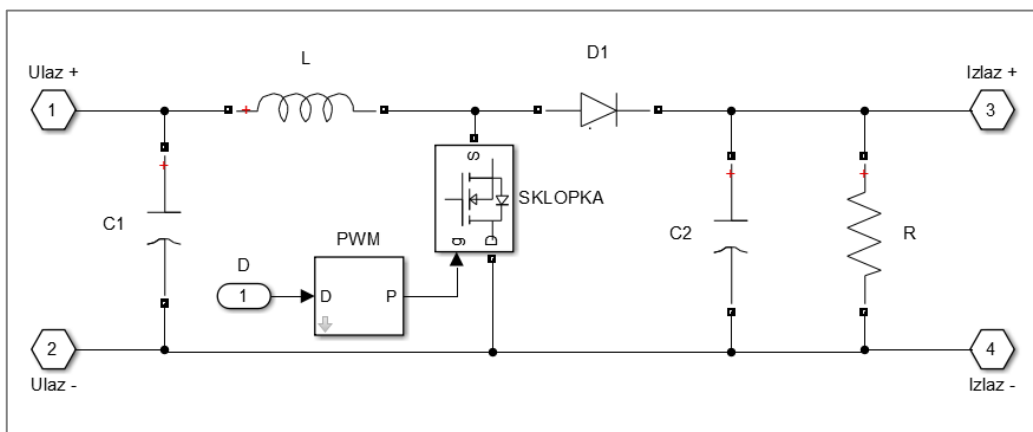 Ulaz +
1
L
D1
Izlaz +
3
C1
S
g
D
SKLOPKA
PWM
D
1
D
P
C2
R
2
Ulaz -
4
Izlaz -